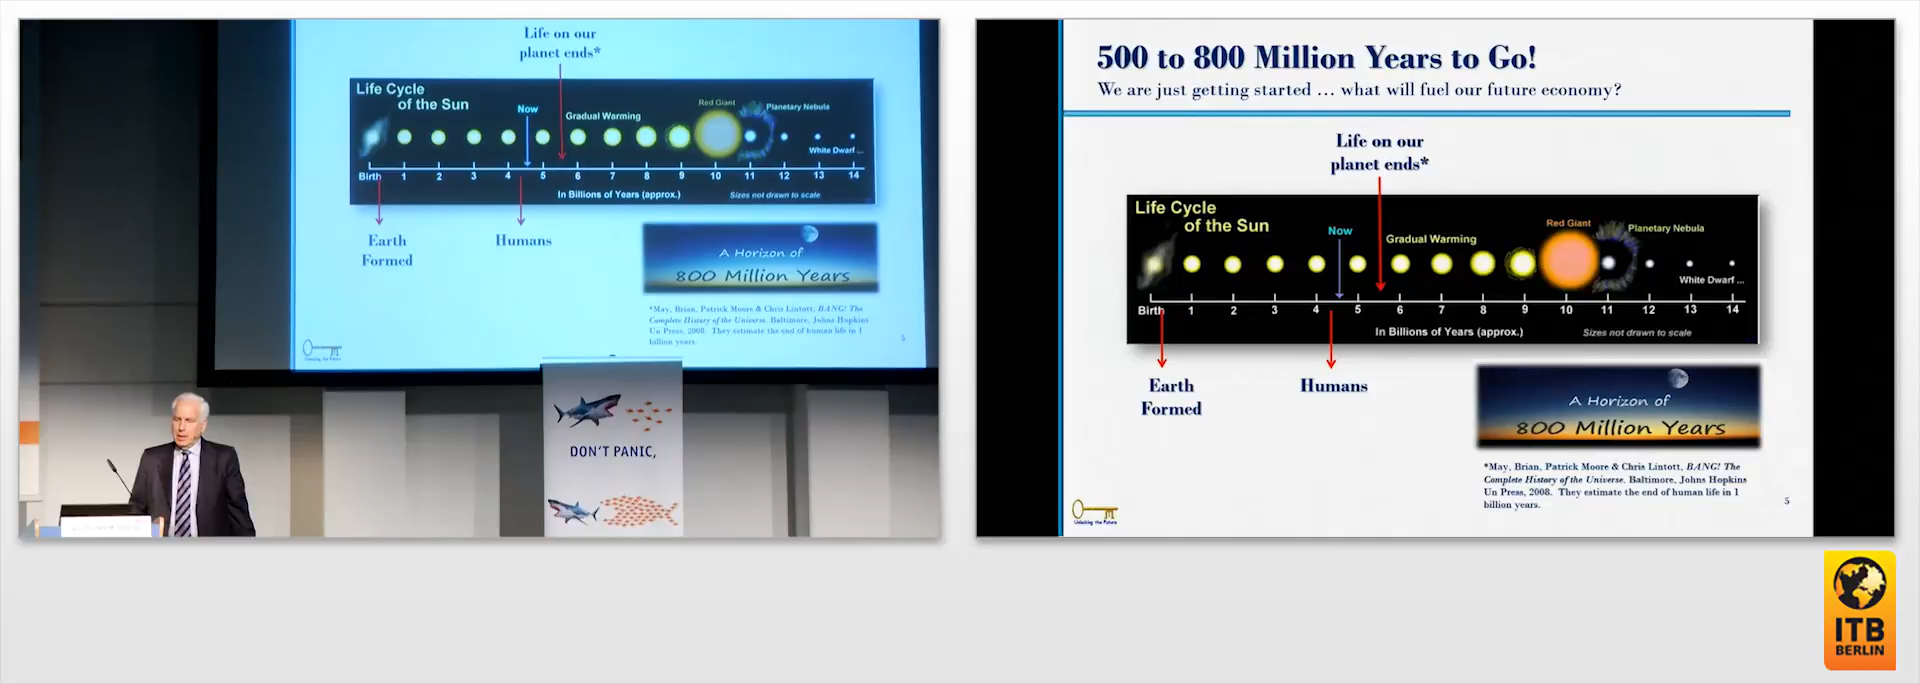 Life on our
planet ends*
Life Cycle
of the Sun
Now
Gradual Warming
Red Giant
Planetary Nebula
White Dwarf ...
Birth 1 2 3 4 5 6 7 8 9 10 11 12 13 14
In Billions of Years (approx.)
Sizes not drawn to scale
Earth
Formed
Humans
A Horizon of
800 Million Years
*May, Brian, Patrick Moore & Chris Lintott, BANG! The
Complete History of the Universe. Baltimore, Johns Hopkins
Un Press, 2008. They estimate the end of human life in 1
billion years.
5
Unlocking the Future
DON'T PANIC,
500 to 800 Million Years to Go!
We are just getting started ... what will fuel our future economy?
Life on our
planet ends*
Life Cycle
of the Sun
Now
Gradual Warming
Red Giant
Planetary Nebula
White Dwarf ...
Birth 1 2 3 4 5 6 7 8 9 10 11 12 13 14
In Billions of Years (approx.)
Sizes not drawn to scale
Earth
Formed
Humans
A Horizon of
800 Million Years
*May, Brian, Patrick Moore & Chris Lintott, BANG! The
Complete History of the Universe. Baltimore, Johns Hopkins
Un Press, 2008. They estimate the end of human life in 1
billion years.
5
Unlocking the Future
ITB
BERLIN